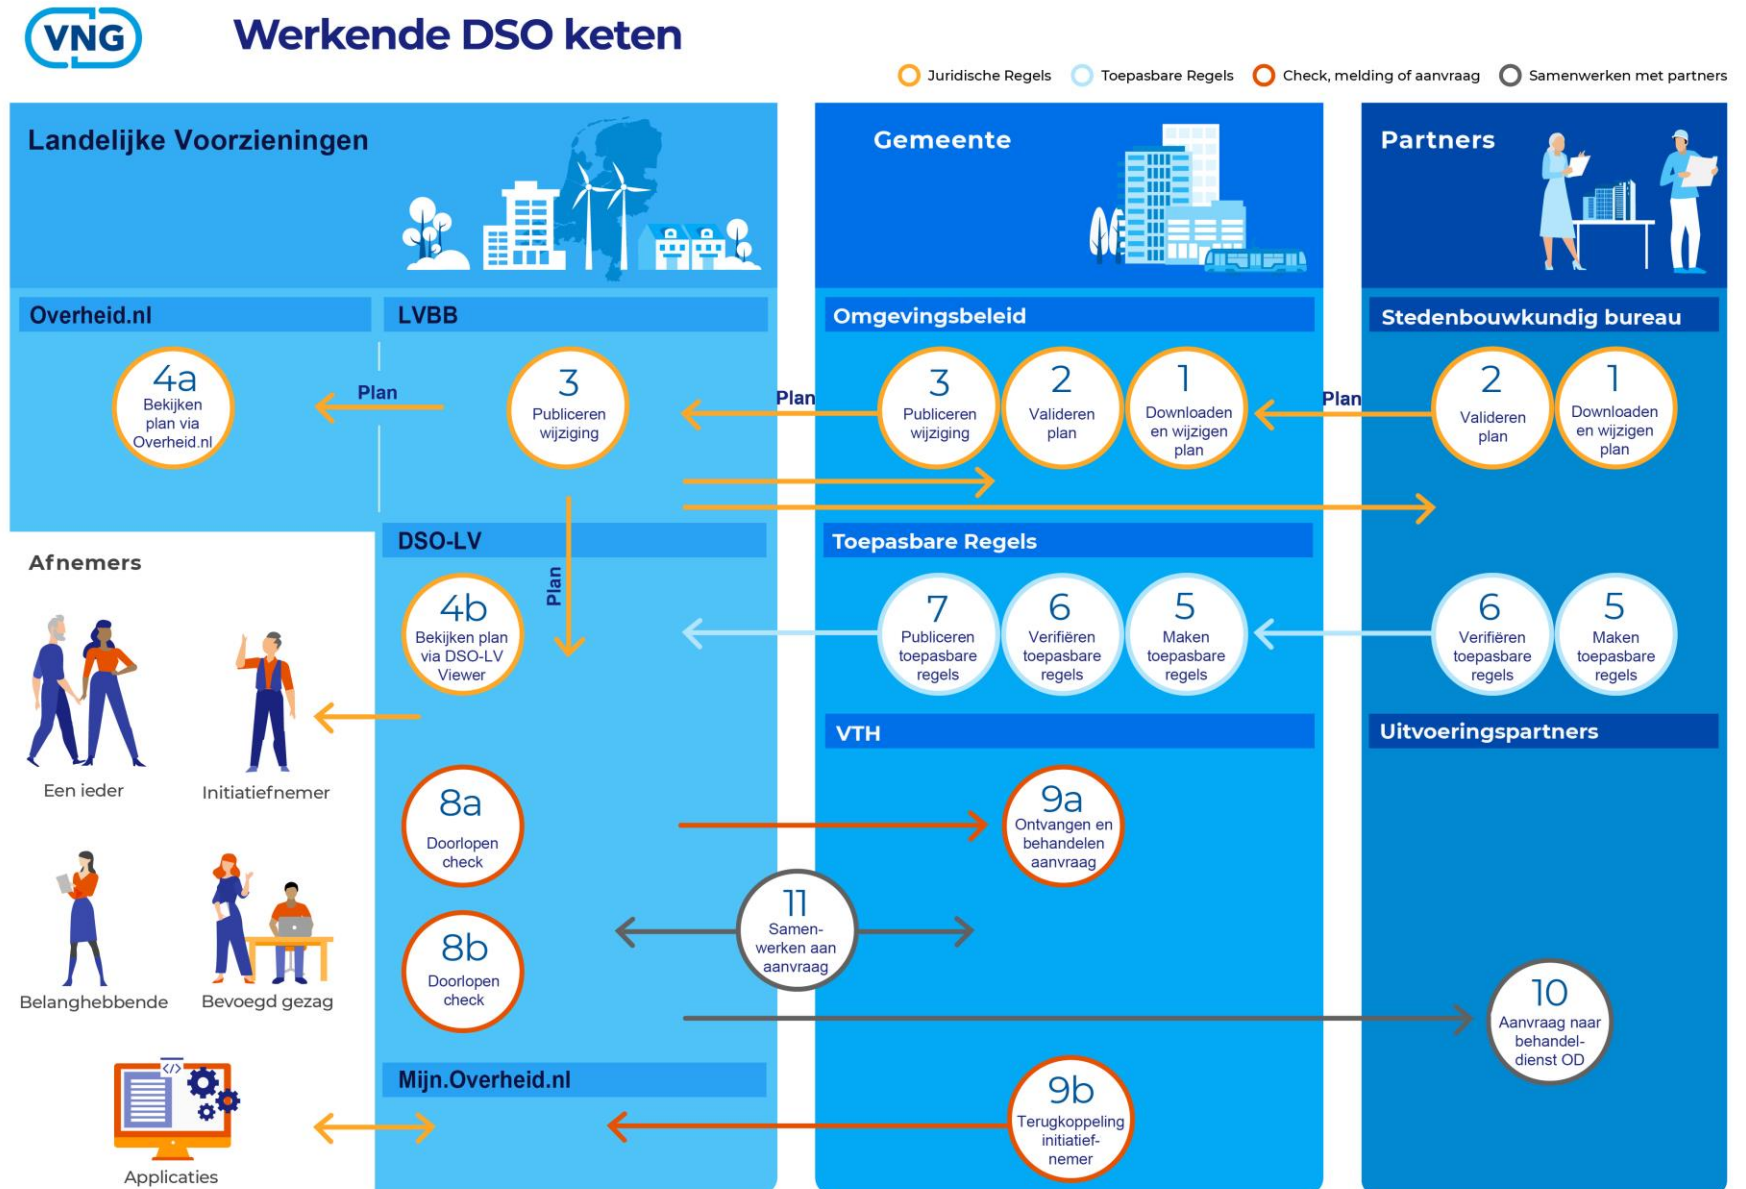 VNG
Werkende DSO keten
Juridische Regels
Toepasbare Regels
Check, melding of aanvraag
Samenwerken met partners
Landelijke Voorzieningen
Gemeente
Partners
Overheid.nl
LVBB
Omgevingsbeleid
Stedenbouwkundig bureau
4a
Bekijken
plan via
Overheid.nl
Plan
3
Publiceren
wijziging
Plan
3
Publiceren
wijziging
2
Valideren
plan
1
Downloaden
en wijzigen
plan
Plan
2
Valideren
plan
1
Downloaden
en wijzigen
plan
DSO-LV
Toepasbare Regels
Afnemers
4b
Bekijken plan
via DSO-LV
Viewer
Plan
7
Publiceren
toepasbare
regels
6
Verifiëren
toepasbare
regels
5
Maken
toepasbare
regels
6
Verifiëren
toepasbare
regels
5
Maken
toepasbare
regels
VTH
Uitvoeringspartners
Een ieder
Initiatiefnemer
8a
Doorlopen
check
9a
Ontvangen en
behandelen
aanvraag
11
Samen-
werken aan
aanvraag
8b
Doorlopen
check
Belanghebbende
Bevoegd gezag
10
Aanvraag naar
behandel-
dienst OD
</>
Mijn.Overheid.nl
9b
Terugkoppeling
initiatief-
nemer
Applicaties